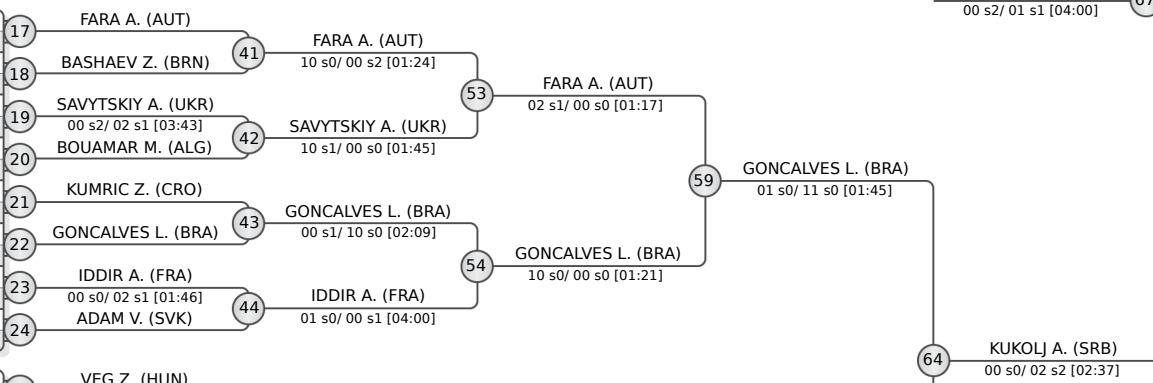 00 s2/ 01 s1 [04:00]
17
FARA A. (AUT)
18
BASHAEV Z. (BRN)
41
FARA A. (AUT)
10 s0/ 00 s2 [01:24]
19
SAVYTSKIY A. (UKR)
00 s2/ 02 s1 [03:43]
20
BOUAMAR M. (ALG)
42
SAVYTSKIY A. (UKR)
10 s1/ 00 s0 [01:45]
53
FARA A. (AUT)
02 s1/ 00 s0 [01:17]
21
KUMRIC Z. (CRO)
22
GONCALVES L. (BRA)
43
GONCALVES L. (BRA)
00 s1/ 10 s0 [02:09]
23
IDDIR A. (FRA)
00 s0/ 02 s1 [01:46]
24
ADAM V. (SVK)
44
IDDIR A. (FRA)
01 s0/ 00 s1 [04:00]
54
GONCALVES L. (BRA)
10 s0/ 00 s0 [01:21]
59
GONCALVES L. (BRA)
01 s0/ 11 s0 [01:45]
64
KUKOLJ A. (SRB)
00 s0/ 02 s2 [02:37]
VEG Z. (HUN)